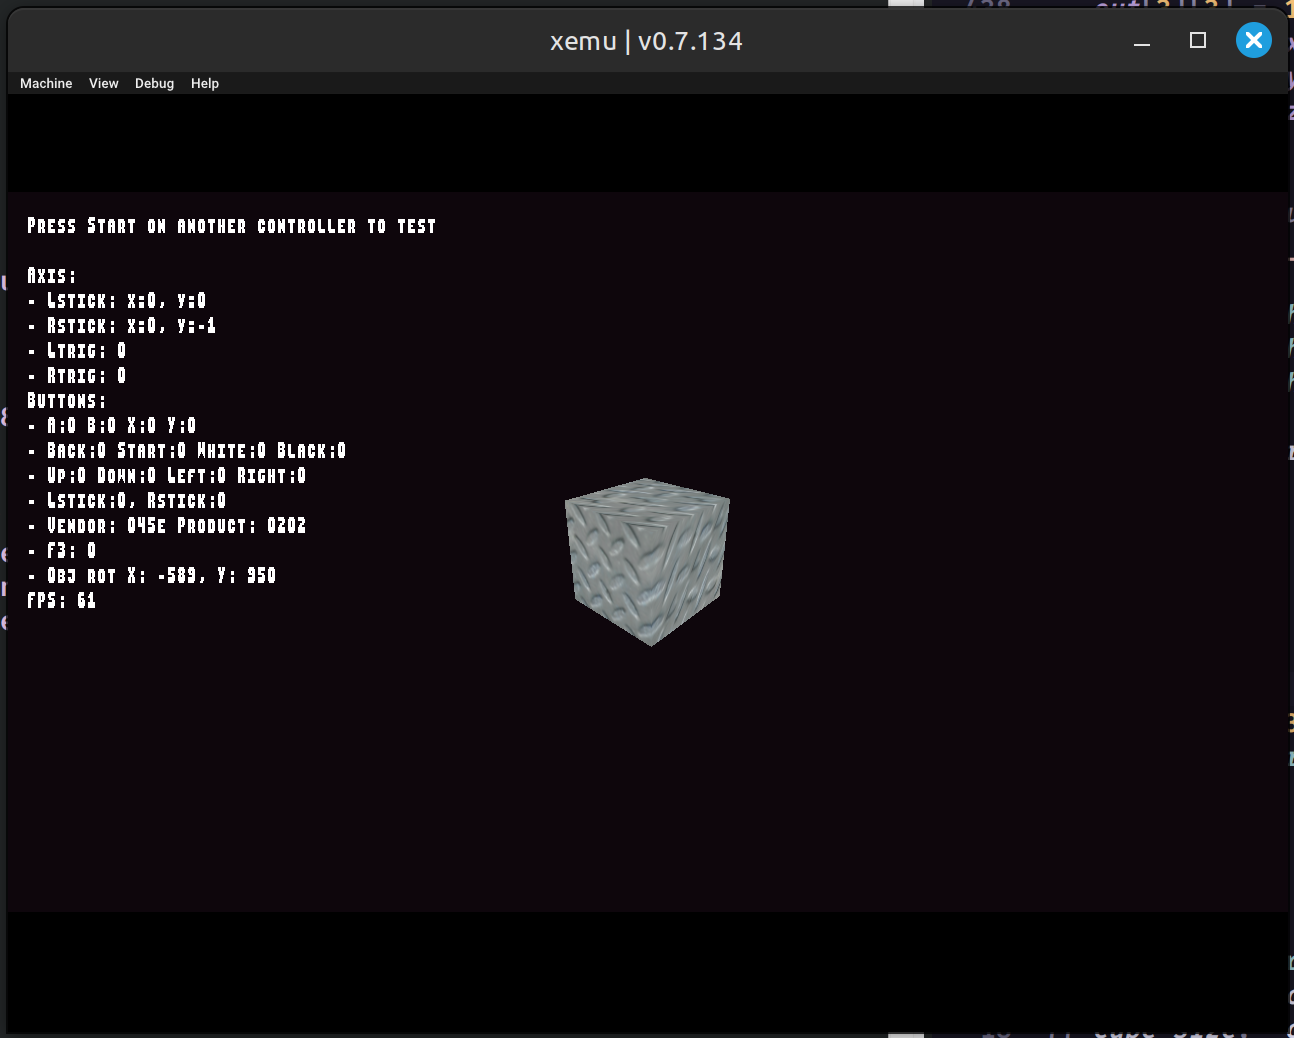 xemu | v0.7.134
Machine View Debug Help
Press Start on another controller to test
Axis:
- Lstick: x:0, y:0
- Rstick: x:0, y:-1
- Ltrig: 0
- Rtrig: 0
Buttons:
- A:0 B:0 X:0 Y:0
- Back:0 Start:0 White:0 Black:0
- Up:0 Down:0 Left:0 Right:0
- Lstick:0, Rstick:0
- Vendor: 045E Product: 0202
- f3: 0
- Obj rot X: -589, Y: 950
FPS: 61